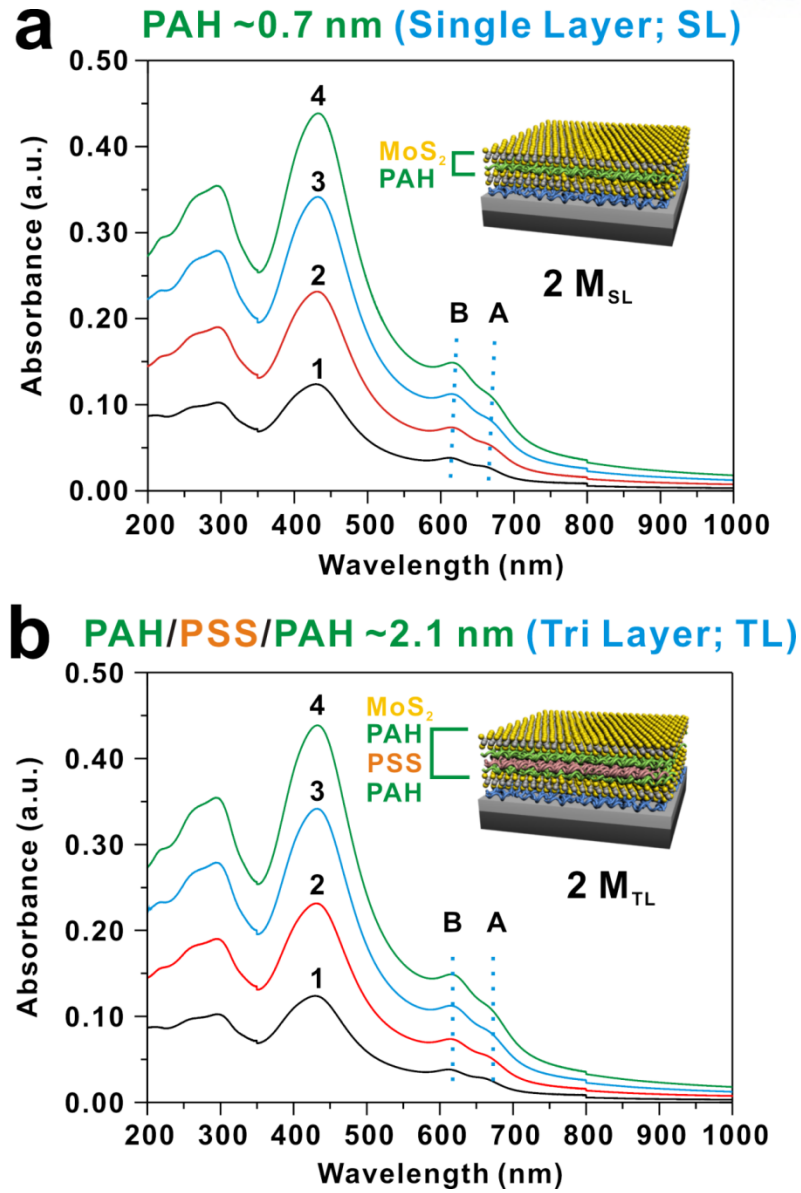 a PAH ~0.7 nm (Single Layer; SL)
0.50
0.40
0.30
0.20
0.10
0.00
Absorbance (a.u.)
4
3
2
1
B A
MoS₂
PAH
2 M_SL
200 300 400 500 600 700 800 900 1000
Wavelength (nm)
b PAH/PSS/PAH ~2.1 nm (Tri Layer; TL)
0.50
0.40
0.30
0.20
0.10
0.00
Absorbance (a.u.)
4
3
2
1
B A
MoS₂
PAH
PSS
PAH
2 M_TL
200 300 400 500 600 700 800 900 1000
Wavelength (nm)